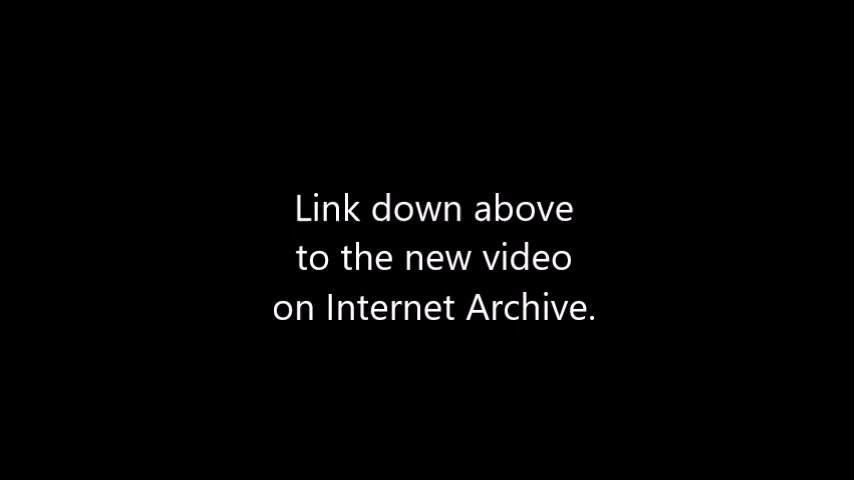 Link down above
to the new video
on Internet Archive.